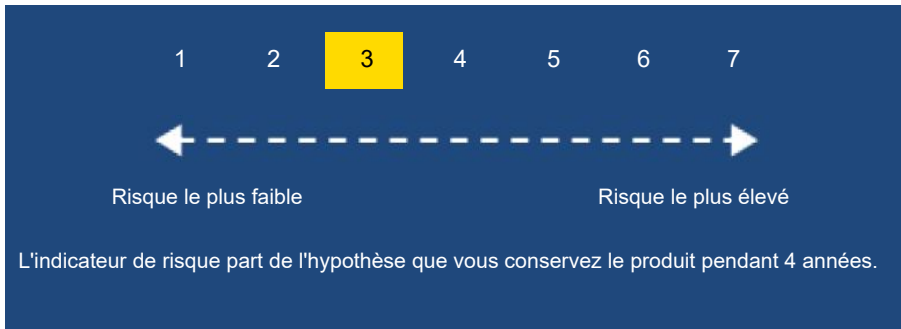 1 2 3 4 5 6 7
Risque le plus faible Risque le plus élevé
L'indicateur de risque part de l'hypothèse que vous conservez le produit pendant 4 années.